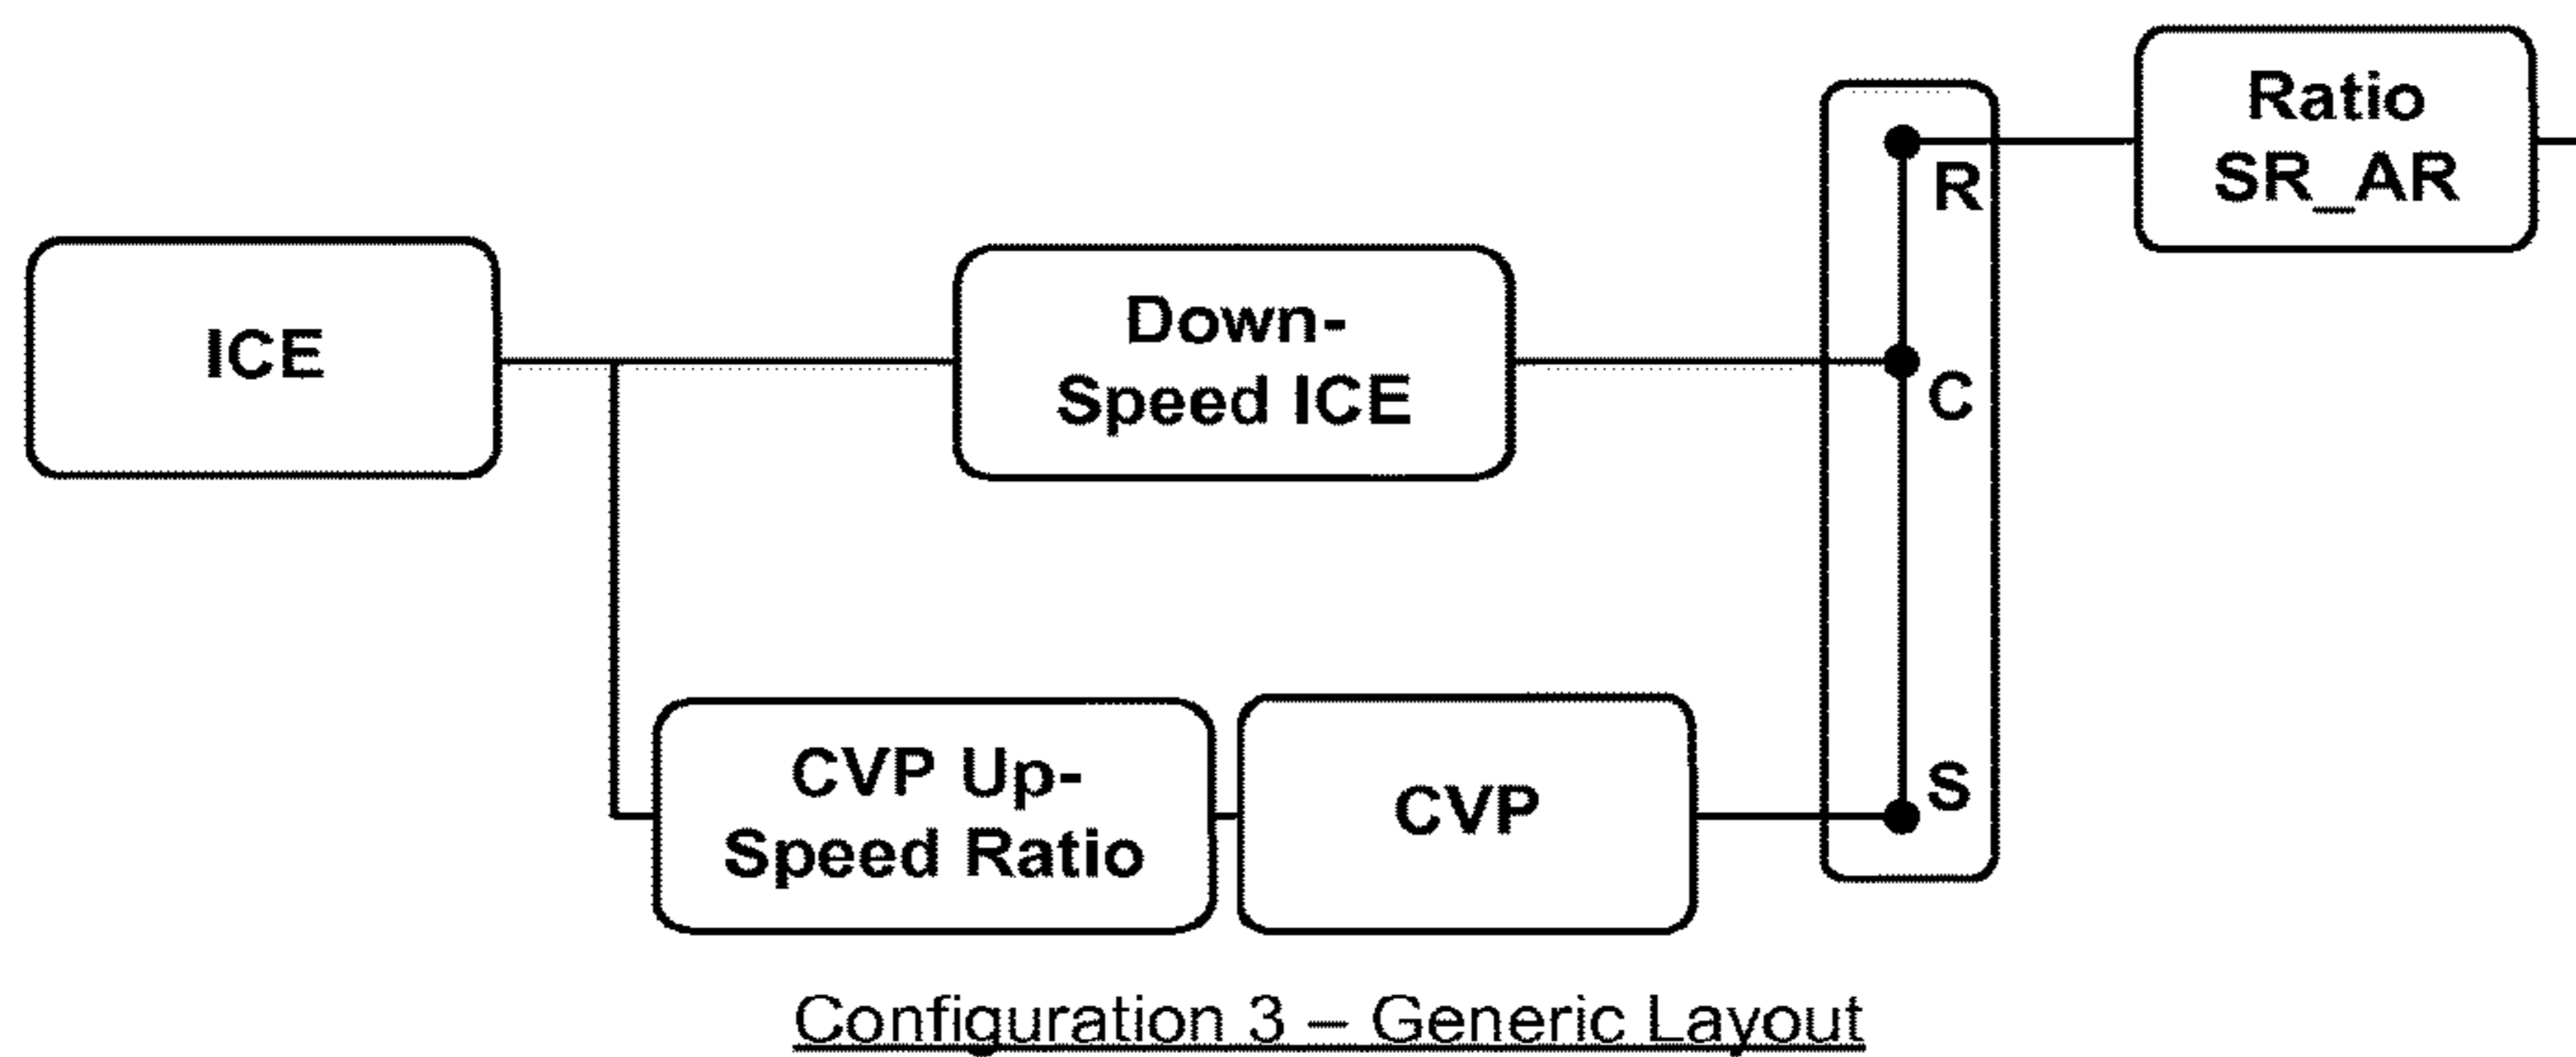 Ratio
SR_AR
R
ICE
Down-
Speed ICE
C
CVP Up-
Speed Ratio
CVP
S
Configuration 3 – Generic Layout